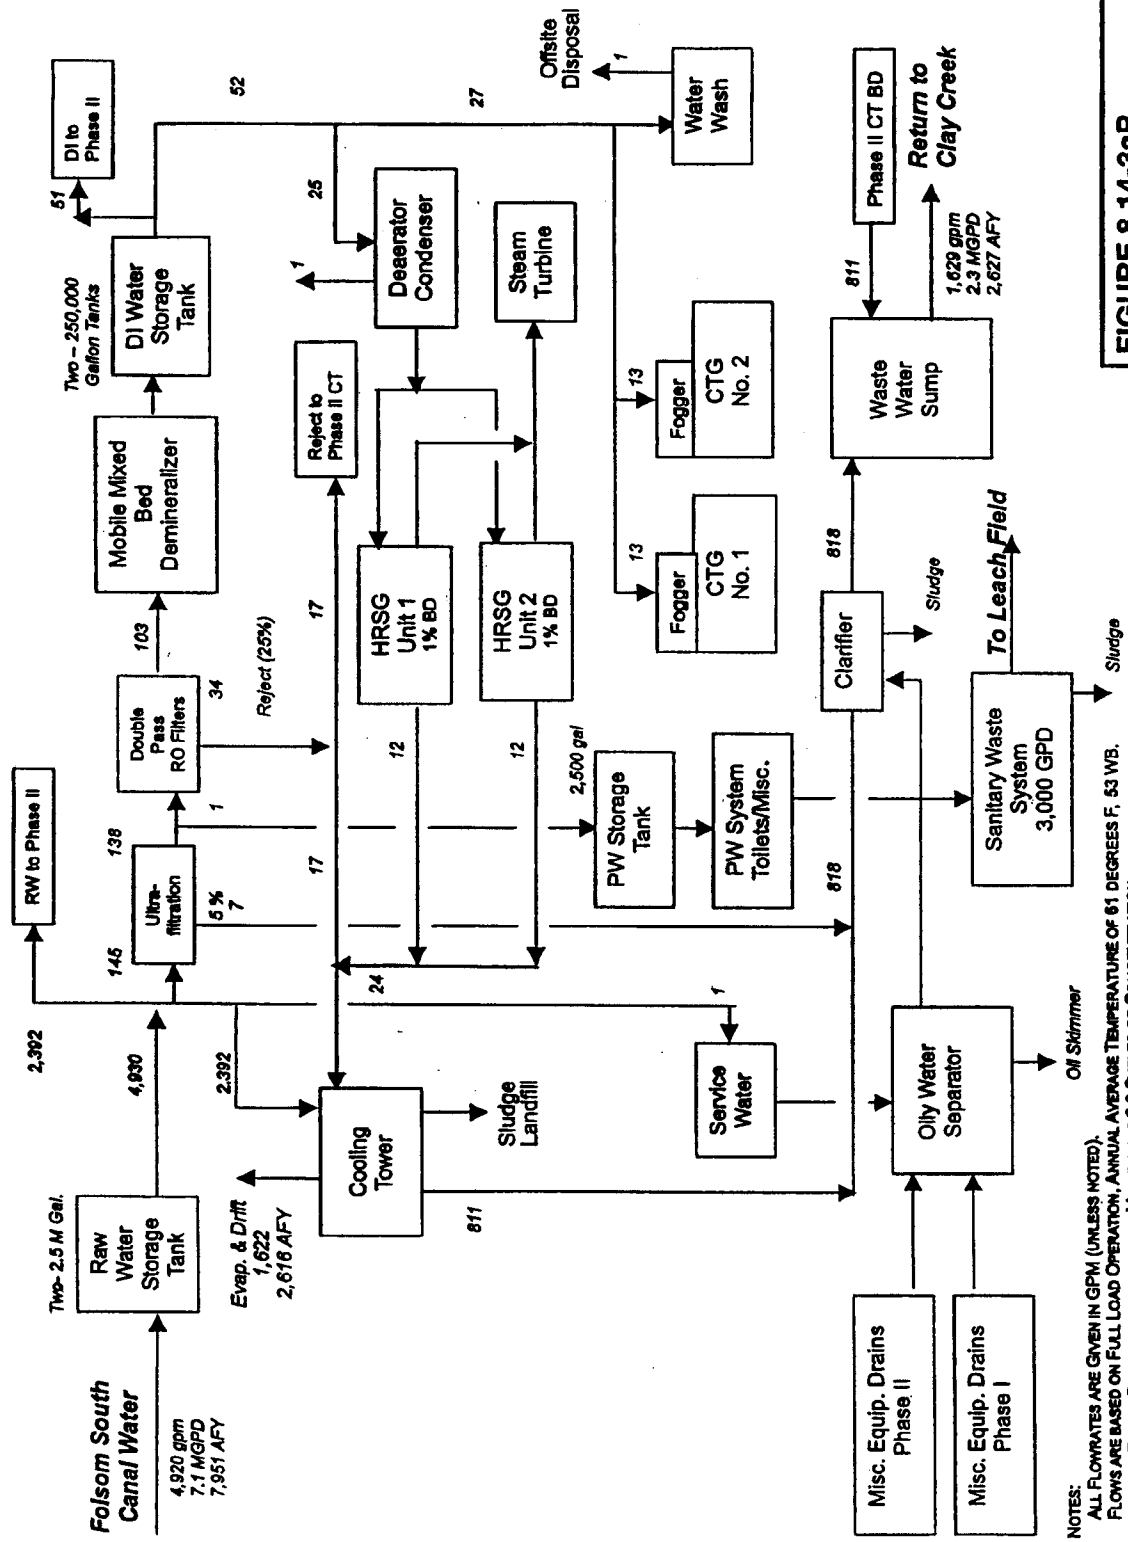 Folsom South
Canal Water
4,920 gpm
7.1 MGPD
7,951 AFY
Two- 2.5 M Gal.
Raw
Water
Storage
Tank
4,930
2,392
RW to Phase II
2,392
145
Ultra-
filtration
138
5 %
7
1
Double
Pass
RO Filters
34
Reject (25%)
103
Mobile Mixed
Bed
Demineralizer
Two – 250,000
Gallon Tanks
DI Water
Storage
Tank
51
DI to
Phase II
52
Evap. & Drift
1,622
2,616 AFY
Cooling
Tower
Sludge
Landfill
811
24
17
17
Reject to
Phase II CT
1
25
Deaerator
Condenser
27
Offsite
Disposal
1
Water
Wash
12
HRSG
Unit 1
1% BD
12
HRSG
Unit 2
1% BD
Steam
Turbine
1
Service
Water
2,500 gal
PW Storage
Tank
PW System
Toilets/Misc.
13
Fogger
CTG
No. 1
13
Fogger
CTG
No. 2
818
Clarifier
Sludge
818
Waste
Water
Sump
811
Phase II CT BD
1,629 gpm
2.3 MGPD
2,627 AFY
Return to
Clay Creek
Misc. Equip. Drains
Phase II
Misc. Equip. Drains
Phase I
Oily Water
Separator
Oil Skimmer
Sanitary Waste
System
3,000 GPD
To Leach Field
Sludge
NOTES:
ALL FLOWRATES ARE GIVEN IN GPM (UNLESS NOTED).
FLOWS ARE BASED ON FULL LOAD OPERATION, ANNUAL AVERAGE TEMPERATURE OF 61 DEGREES F, 53 WB.